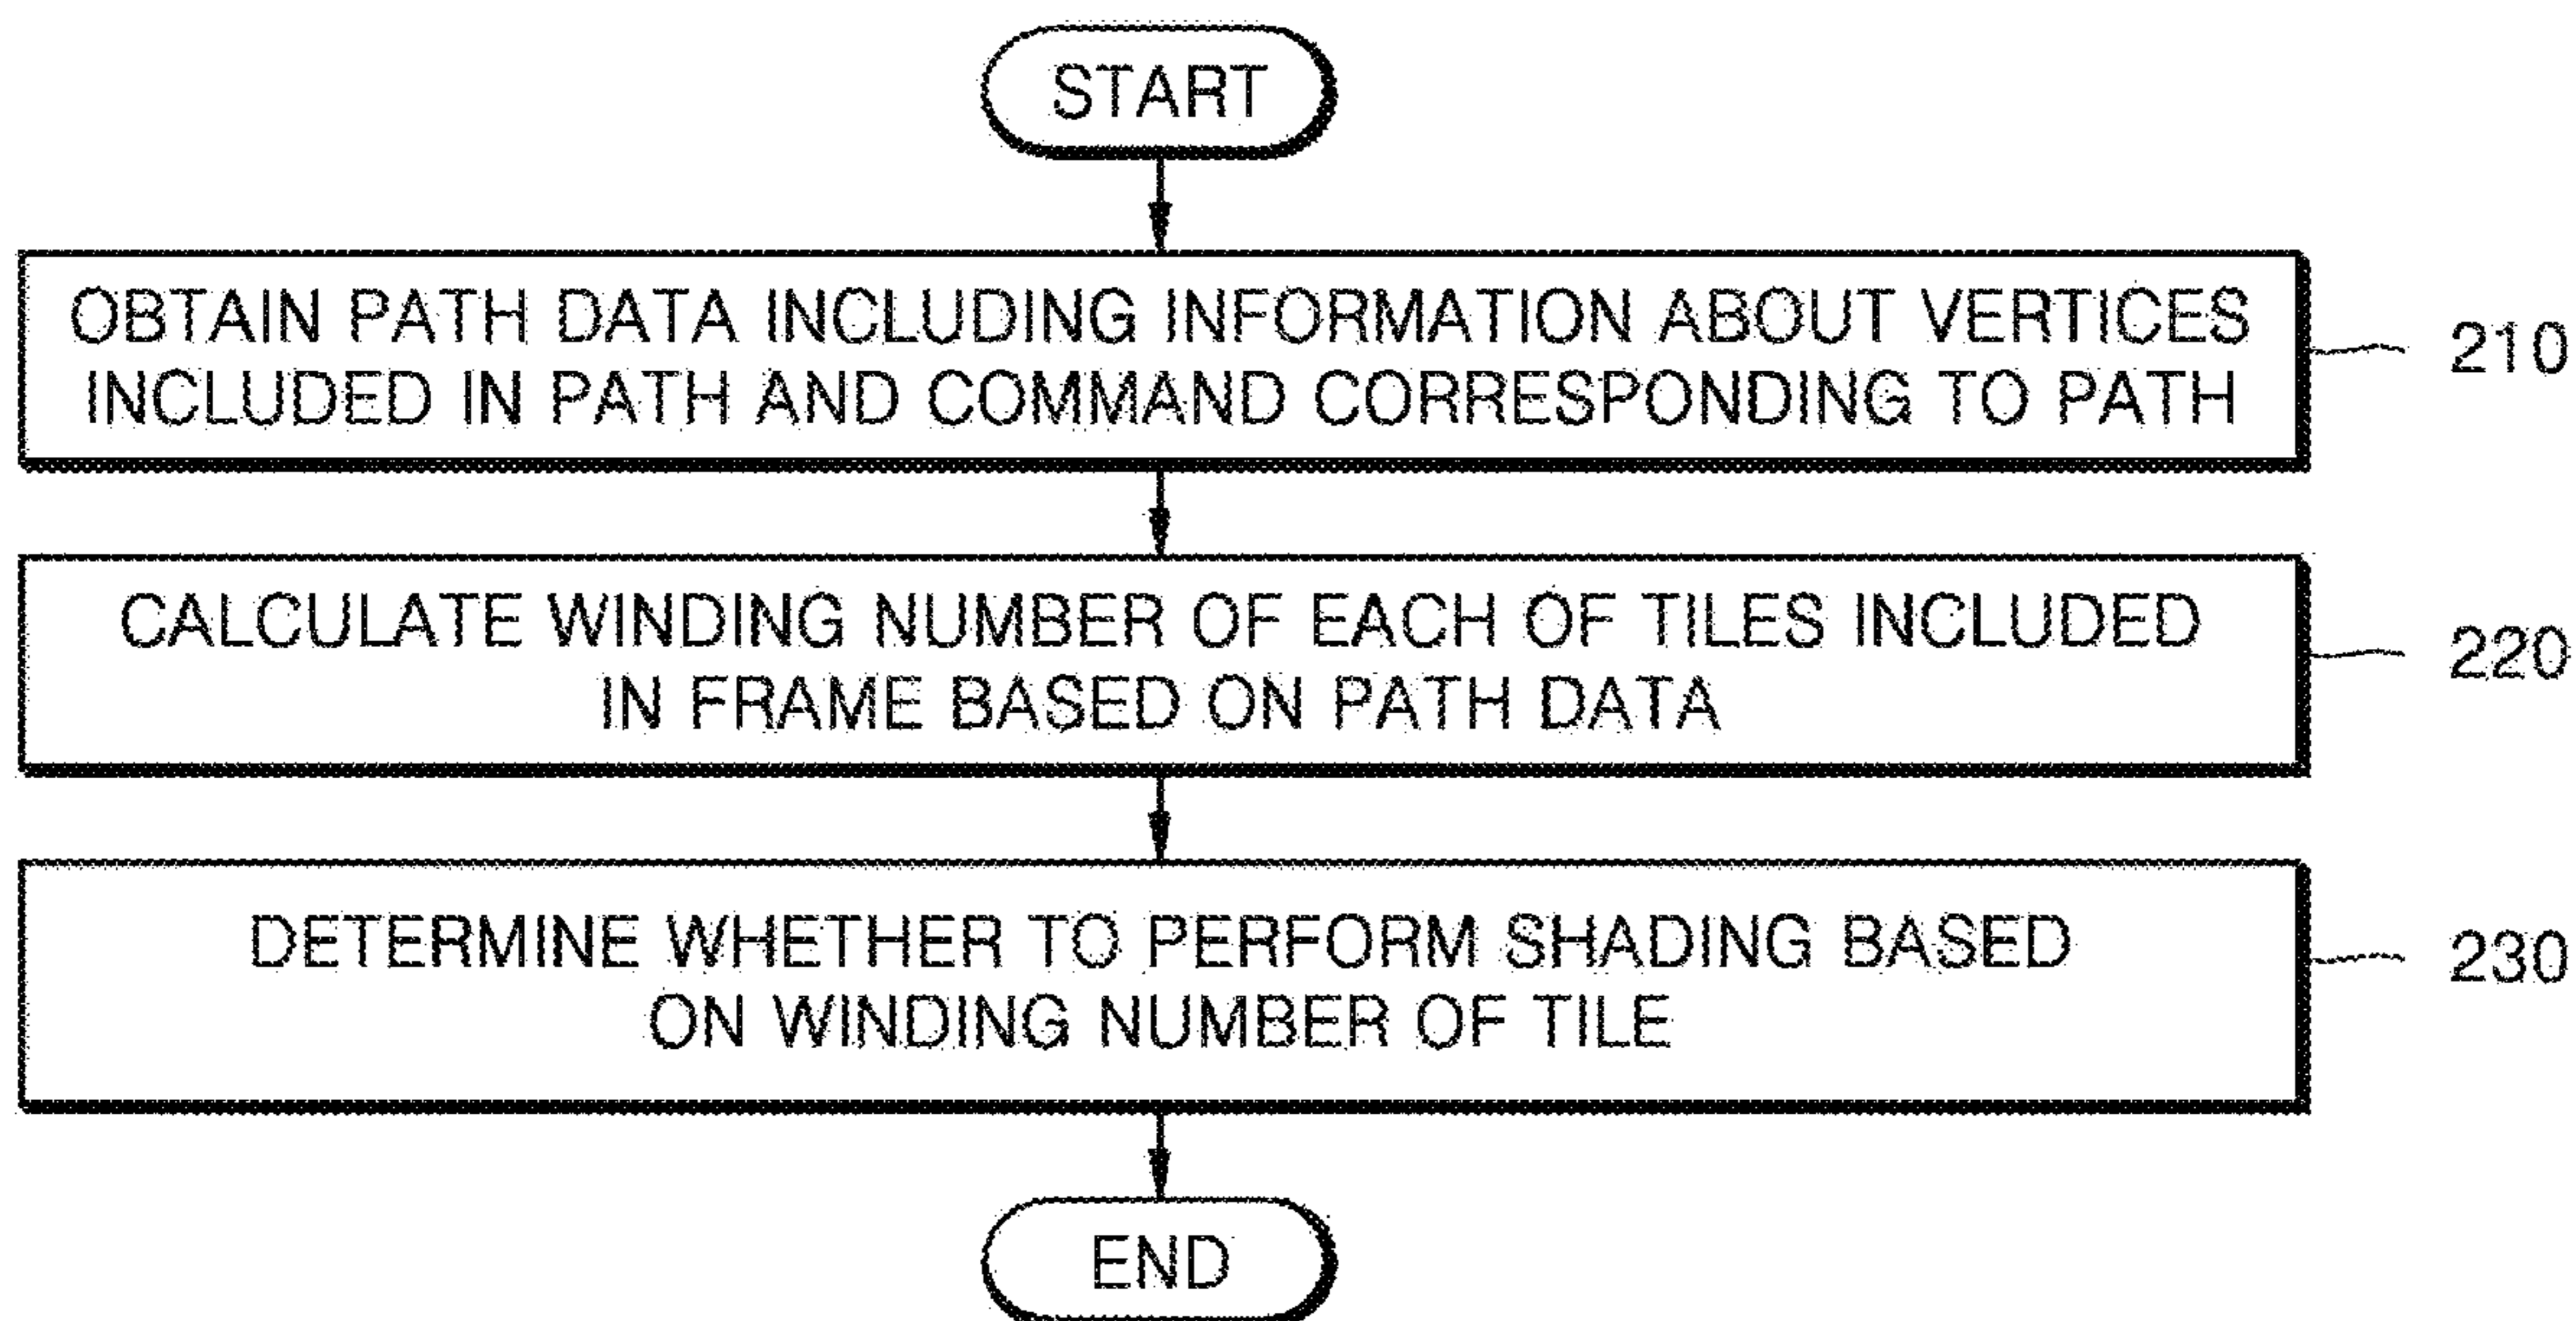 START
OBTAIN PATH DATA INCLUDING INFORMATION ABOUT VERTICES
INCLUDED IN PATH AND COMMAND CORRESPONDING TO PATH
210
CALCULATE WINDING NUMBER OF EACH OF TILES INCLUDED
IN FRAME BASED ON PATH DATA
220
DETERMINE WHETHER TO PERFORM SHADING BASED
ON WINDING NUMBER OF TILE
230
END